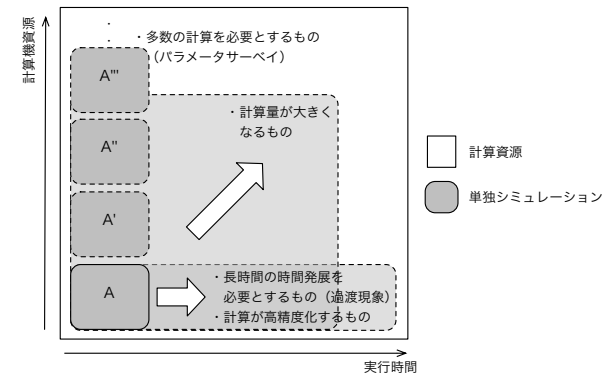 計算機資源
・多数の計算を必要とするもの
（パラメータサーベイ）
A'''
・計算量が大きく
なるもの
A''
A'
A
・長時間の時間発展を
必要とするもの（過渡現象）
・計算が高精度化するもの
実行時間
計算資源
単独シミュレーション